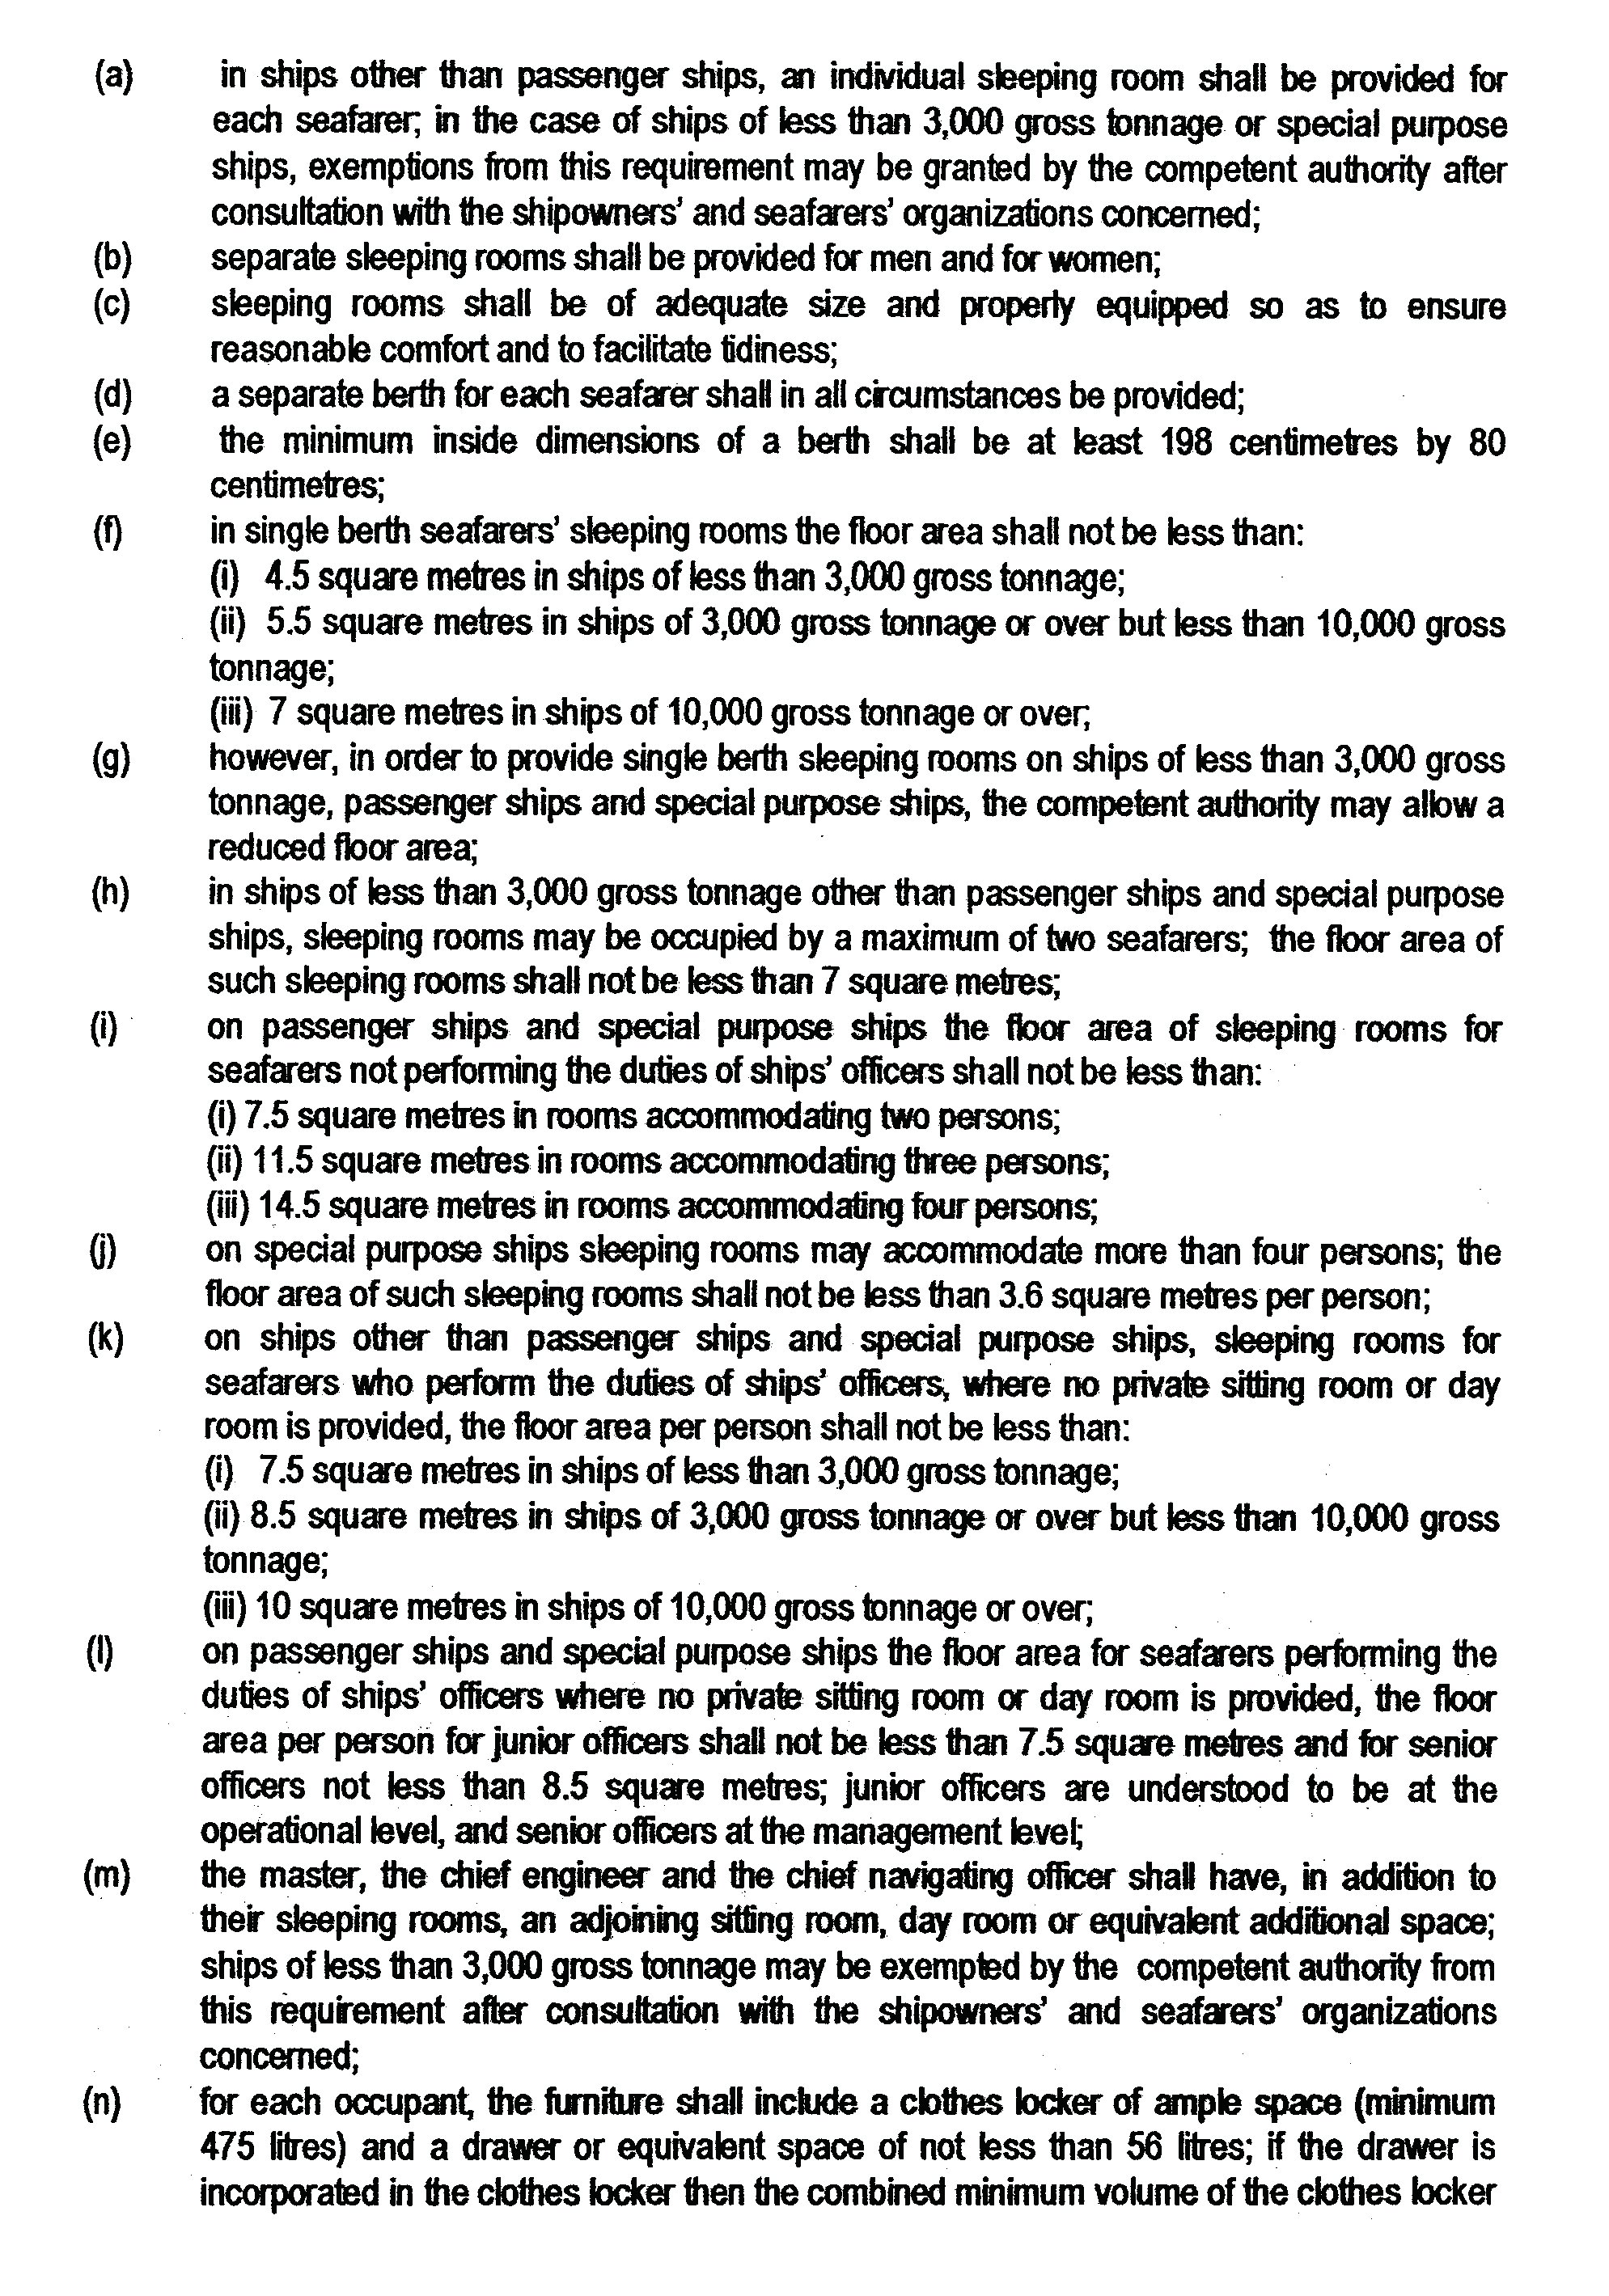 (a) in ships other than passenger ships, an individual sleeping room shall be provided for
each seafarer; in the case of ships of less than 3,000 gross tonnage or special purpose
ships, exemptions from this requirement may be granted by the competent authority after
consultation with the shipowners' and seafarers' organizations concerned;
(b) separate sleeping rooms shall be provided for men and for women;
(c) sleeping rooms shall be of adequate size and properly equipped so as to ensure
reasonable comfort and to facilitate tidiness;
(d) a separate berth for each seafarer shall in all circumstances be provided;
(e) the minimum inside dimensions of a berth shall be at least 198 centimetres by 80
centimetres;
(f) in single berth seafarers' sleeping rooms the floor area shall not be less than:
(i) 4.5 square metres in ships of less than 3,000 gross tonnage;
(ii) 5.5 square metres in ships of 3,000 gross tonnage or over but less than 10,000 gross
tonnage;
(iii) 7 square metres in ships of 10,000 gross tonnage or over;
(g) however, in order to provide single berth sleeping rooms on ships of less than 3,000 gross
tonnage, passenger ships and special purpose ships, the competent authority may allow a
reduced floor area;
(h) in ships of less than 3,000 gross tonnage other than passenger ships and special purpose
ships, sleeping rooms may be occupied by a maximum of two seafarers; the floor area of
such sleeping rooms shall not be less than 7 square metres;
(i) on passenger ships and special purpose ships the floor area of sleeping rooms for
seafarers not performing the duties of ships' officers shall not be less than:
(i) 7.5 square metres in rooms accommodating two persons;
(ii) 11.5 square metres in rooms accommodating three persons;
(iii) 14.5 square metres in rooms accommodating four persons;
(j) on special purpose ships sleeping rooms may accommodate more than four persons; the
floor area of such sleeping rooms shall not be less than 3.6 square metres per person;
(k) on ships other than passenger ships and special purpose ships, sleeping rooms for
seafarers who perform the duties of ships' officers, where no private sitting room or day
room is provided, the floor area per person shall not be less than:
(i) 7.5 square metres in ships of less than 3,000 gross tonnage;
(ii) 8.5 square metres in ships of 3,000 gross tonnage or over but less than 10,000 gross
tonnage;
(iii) 10 square metres in ships of 10,000 gross tonnage or over;
(l) on passenger ships and special purpose ships the floor area for seafarers performing the
duties of ships' officers where no private sitting room or day room is provided, the floor
area per person for junior officers shall not be less than 7.5 square metres and for senior
officers not less than 8.5 square metres; junior officers are understood to be at the
operational level, and senior officers at the management level;
(m) the master, the chief engineer and the chief navigating officer shall have, in addition to
their sleeping rooms, an adjoining sitting room, day room or equivalent additional space;
ships of less than 3,000 gross tonnage may be exempted by the competent authority from
this requirement after consultation with the shipowners' and seafarers' organizations
concerned;
(n) for each occupant, the furniture shall include a clothes locker of ample space (minimum
475 litres) and a drawer or equivalent space of not less than 56 litres; if the drawer is
incorporated in the clothes locker then the combined minimum volume of the clothes locker